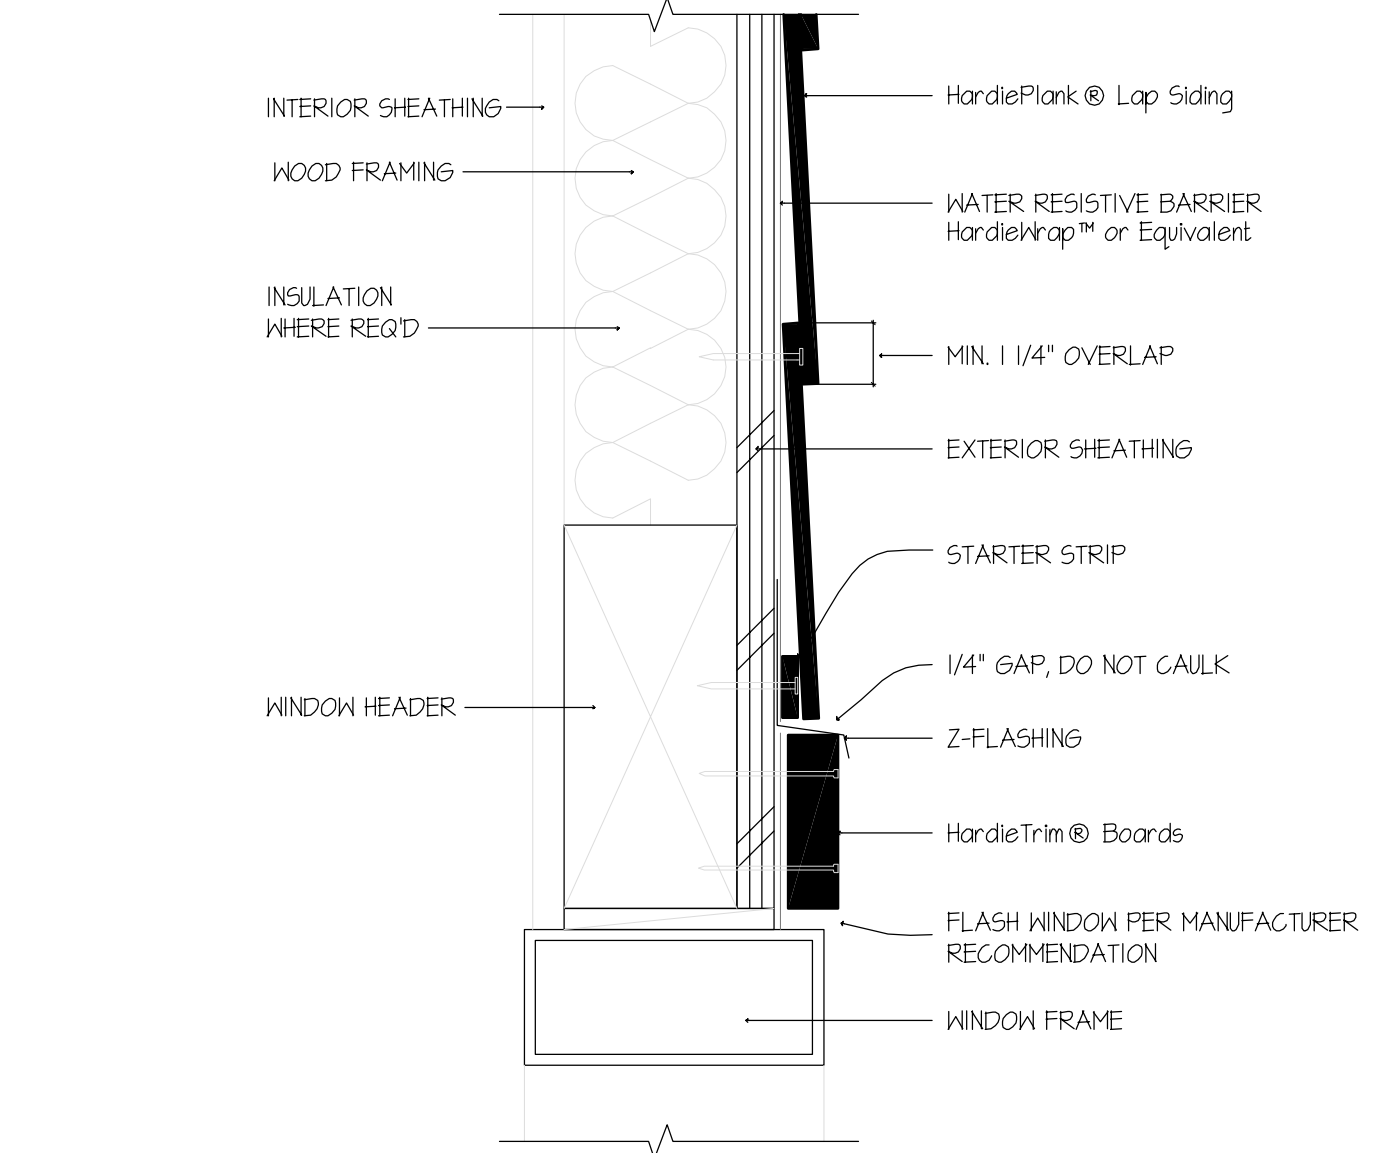 INTERIOR SHEATHING
WOOD FRAMING
INSULATION
WHERE REQ'D
WINDOW HEADER
HardiePlank® Lap Siding
WATER RESISTIVE BARRIER
HardieWrap™ or Equivalent
MIN. 1 1/4" OVERLAP
EXTERIOR SHEATHING
STARTER STRIP
1/4" GAP, DO NOT CAULK
Z-FLASHING
HardieTrim® Boards
FLASH WINDOW PER MANUFACTURER
RECOMMENDATION
WINDOW FRAME